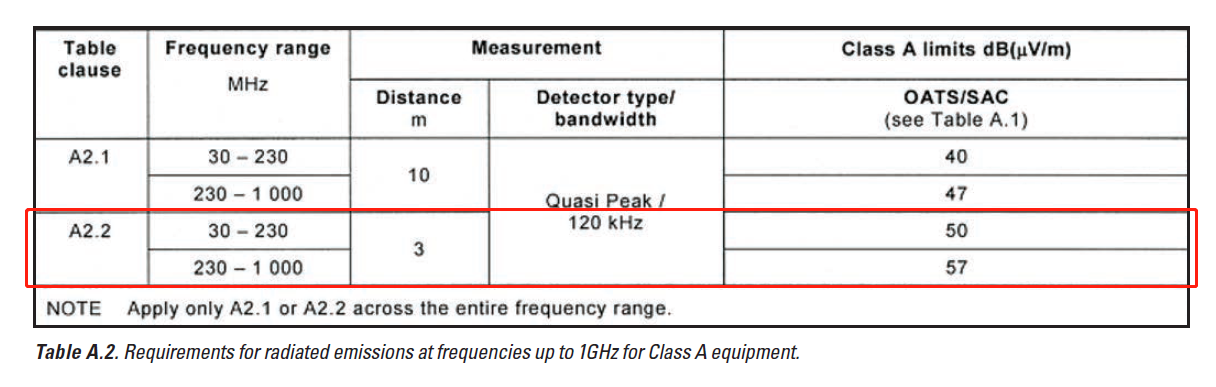 Table clause
Frequency range
MHz
Measurement
Class A limits dB(µV/m)
Distance
m
Detector type/
bandwidth
OATS/SAC
(see Table A.1)
A2.1
30 – 230
10
Quasi Peak /
120 kHz
40
230 – 1 000
47
A2.2
30 – 230
3
50
230 – 1 000
57
NOTE Apply only A2.1 or A2.2 across the entire frequency range.
Table A.2. Requirements for radiated emissions at frequencies up to 1GHz for Class A equipment.